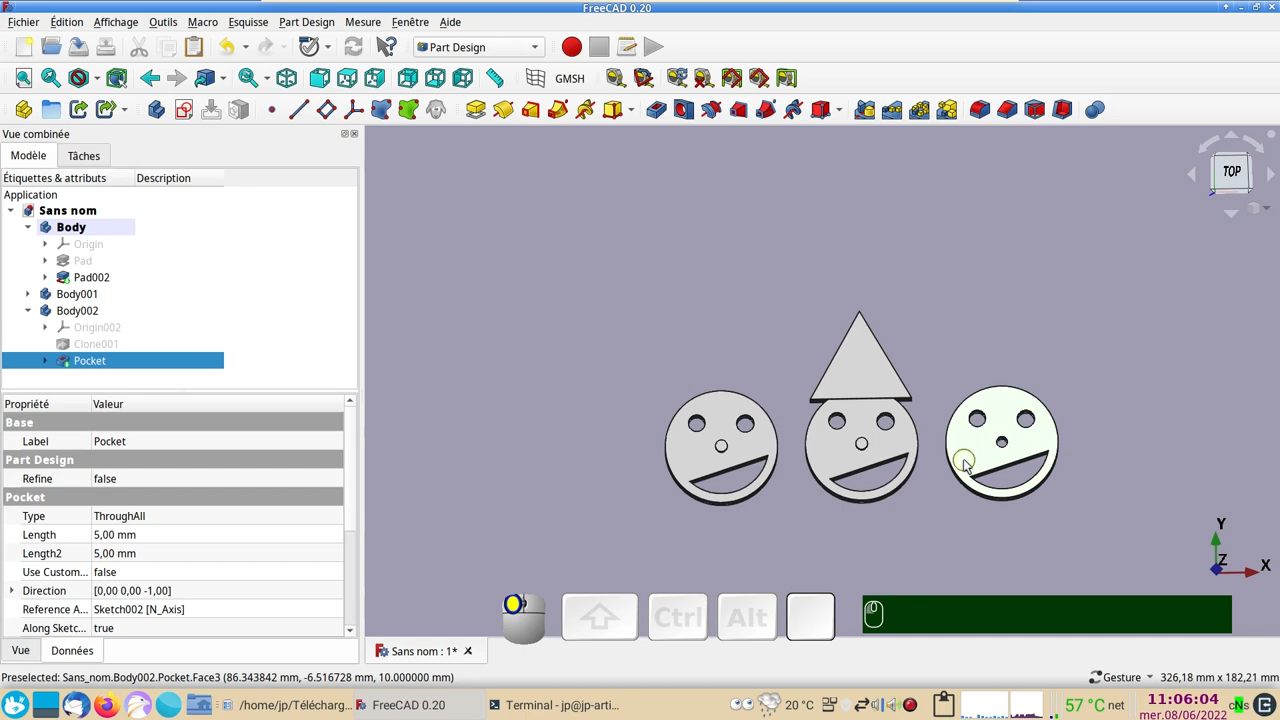 FreeCAD 0.20
Fichier Édition Affichage Outils Macro Esquisse Part Design Mesure Fenêtre Aide
Part Design
GMSH
Vue combinée
Modèle Tâches
Étiquettes & attributs Description
Application
Sans nom
Body
Origin
Pad
Pad002
Body001
Body002
Origin002
Clone001
Pocket
TOP
Propriété Valeur
Base
Label Pocket
Part Design
Refine false
Pocket
Type ThroughAll
Length 5,00 mm
Length2 5,00 mm
Use Custom... false
Direction [0,00 0,00 -1,00]
Reference A... Sketch002 [N_Axis]
Along Sketc... true
Y
Z X
Ctrl Alt
Vue Données
Sans nom : 1*
Preselected: Sans_nom.Body002.Pocket.Face3 (86.343842 mm, -6.516728 mm, 10.000000 mm)
Gesture 326,18 mm x 182,21 mm
/home/jp/Télécharg... FreeCAD 0.20 Terminal - jp@jp-arti... 20 °C 57 °C 11:06:04
mer.08/06/2022